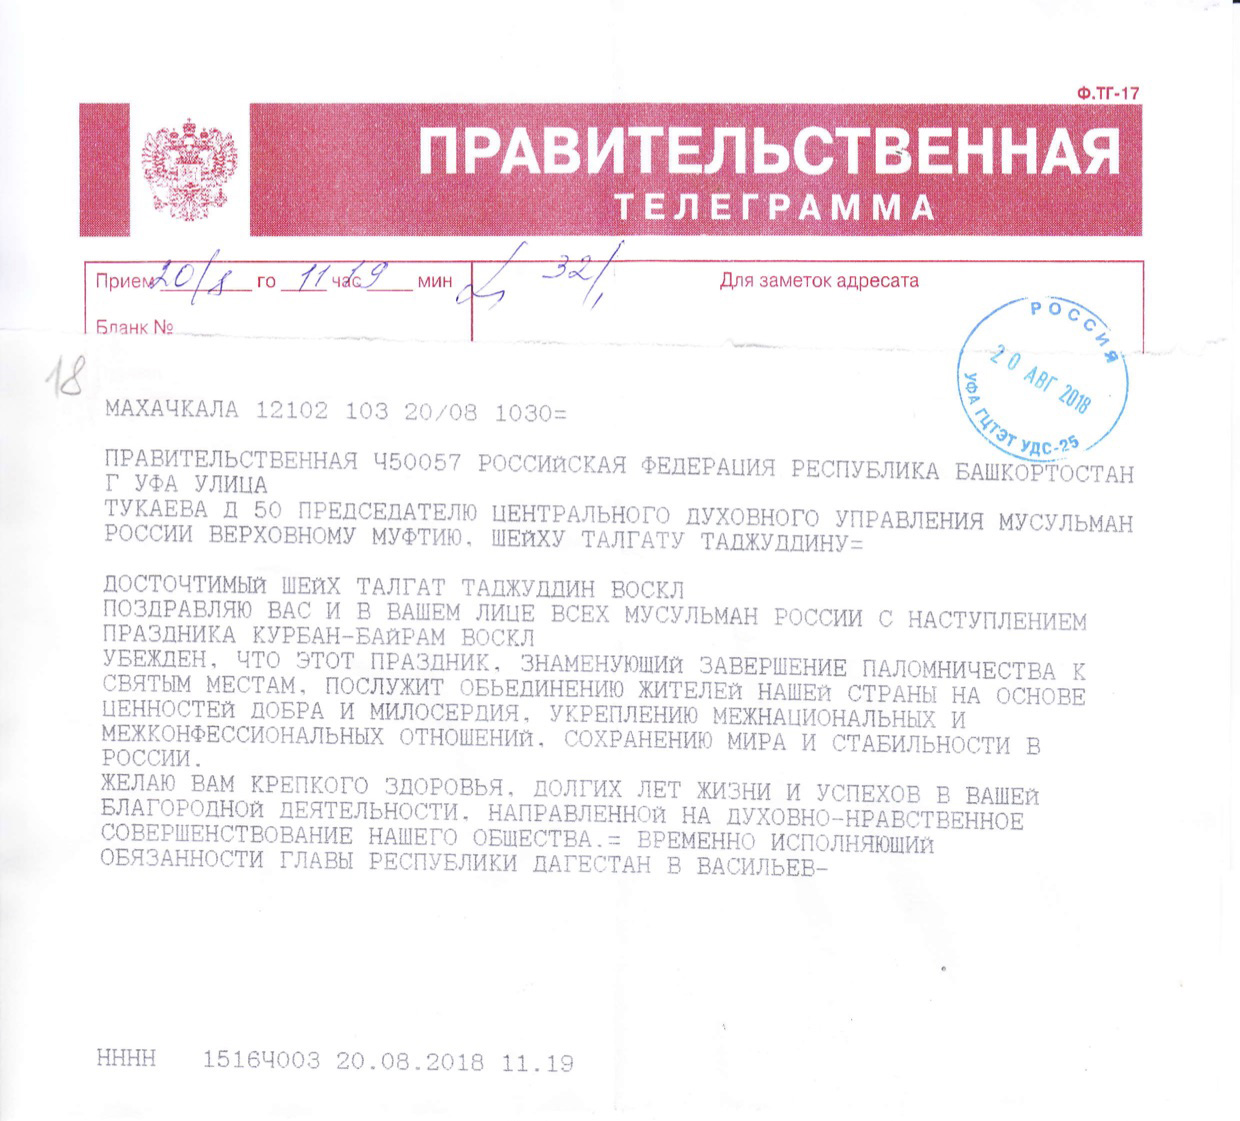 Ф.ТГ-17
ПРАВИТЕЛЬСТВЕННАЯ
ТЕЛЕГРАММА
Прием 20/8 го 11 час 19 мин
32/1
Для заметок адресата
Бланк №
РОССИЯ
20 АВГ 2018
УФА ГЦТЭТ УДС-25
18
МАХАЧКАЛА 12102 103 20/08 1030=
ПРАВИТЕЛЬСТВЕННАЯ Ч50057 РОССИЙСКАЯ ФЕДЕРАЦИЯ РЕСПУБЛИКА БАШКОРТОСТАН
Г УФА УЛИЦА
ТУКАЕВА Д 50 ПРЕДСЕДАТЕЛЮ ЦЕНТРАЛЬНОГО ДУХОВНОГО УПРАВЛЕНИЯ МУСУЛЬМАН
РОССИИ ВЕРХОВНОМУ МУФТИЮ, ШЕЙХУ ТАЛГАТУ ТАДЖУДДИНУ=
ДОСТОЧТИМЫЙ ШЕЙХ ТАЛГАТ ТАДЖУДДИН ВОСКЛ
ПОЗДРАВЛЯЮ ВАС И В ВАШЕМ ЛИЦЕ ВСЕХ МУСУЛЬМАН РОССИИ С НАСТУПЛЕНИЕМ
ПРАЗДНИКА КУРБАН-БАЙРАМ ВОСКЛ
УБЕЖДЕН, ЧТО ЭТОТ ПРАЗДНИК, ЗНАМЕНУЮЩИЙ ЗАВЕРШЕНИЕ ПАЛОМНИЧЕСТВА К
СВЯТЫМ МЕСТАМ, ПОСЛУЖИТ ОБЬЕДИНЕНИЮ ЖИТЕЛЕЙ НАШЕЙ СТРАНЫ НА ОСНОВЕ
ЦЕННОСТЕЙ ДОБРА И МИЛОСЕРДИЯ, УКРЕПЛЕНИЮ МЕЖНАЦИОНАЛЬНЫХ И
МЕЖКОНФЕССИОНАЛЬНЫХ ОТНОШЕНИЙ, СОХРАНЕНИЮ МИРА И СТАБИЛЬНОСТИ В
РОССИИ.
ЖЕЛАЮ ВАМ КРЕПКОГО ЗДОРОВЬЯ, ДОЛГИХ ЛЕТ ЖИЗНИ И УСПЕХОВ В ВАШЕЙ
БЛАГОРОДНОЙ ДЕЯТЕЛЬНОСТИ, НАПРАВЛЕННОЙ НА ДУХОВНО-НРАВСТВЕННОЕ
СОВЕРШЕНСТВОВАНИЕ НАШЕГО ОБЩЕСТВА.= ВРЕМЕННО ИСПОЛНЯЮЩИЙ
ОБЯЗАННОСТИ ГЛАВЫ РЕСПУБЛИКИ ДАГЕСТАН В ВАСИЛЬЕВ-
НННН 1516Ч003 20.08.2018 11.19